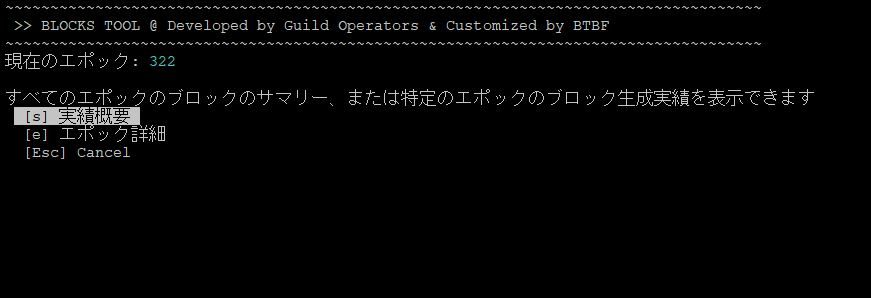 ~~~~~~~~~~~~~~~~~~~~~~~~~~~~~~~~~~~~~~~~~~~~~~~~~~~~~~~~~~~~~~~~~~~~~~~~~~~~~~~~~~~~
>> BLOCKS TOOL @ Developed by Guild Operators & Customized by BTBF
~~~~~~~~~~~~~~~~~~~~~~~~~~~~~~~~~~~~~~~~~~~~~~~~~~~~~~~~~~~~~~~~~~~~~~~~~~~~~~~~~~~~
現在のエポック: 322
すべてのエポックのブロックのサマリー、または特定のエポックのブロック生成実績を表示できます
[s] 実績概要
[e] エポック詳細
[Esc] Cancel